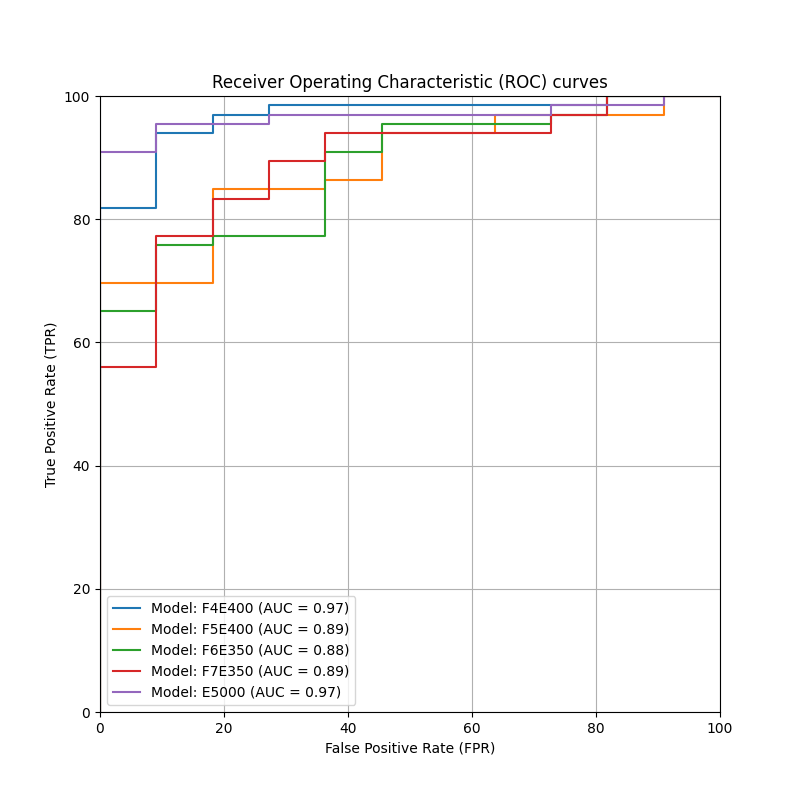 Receiver Operating Characteristic (ROC) curves
100
80
60
40
20
0
True Positive Rate (TPR)
Model: F4E400 (AUC = 0.97)
Model: F5E400 (AUC = 0.89)
Model: F6E350 (AUC = 0.88)
Model: F7E350 (AUC = 0.89)
Model: E5000 (AUC = 0.97)
0 20 40 60 80 100
False Positive Rate (FPR)